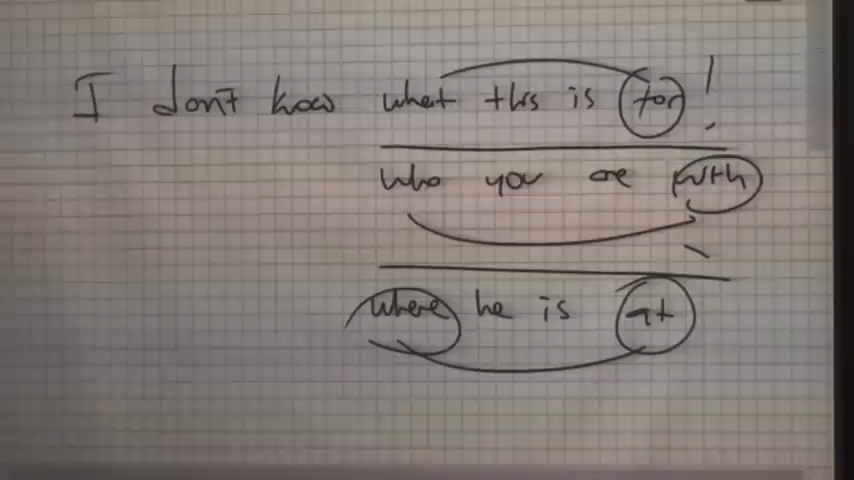 I don't know what this is for!
who you are with
where he is at